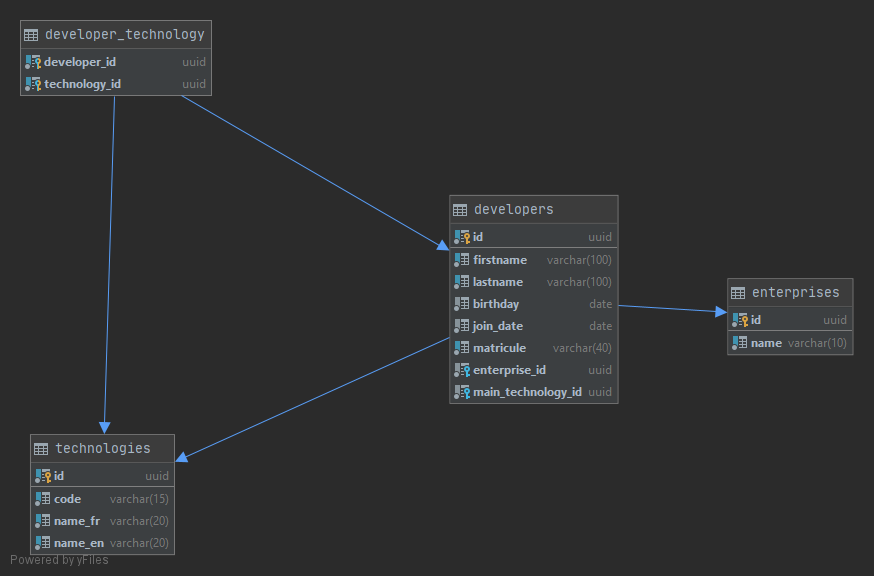 developer_technology
developer_id uuid
technology_id uuid
developers
id uuid
firstname varchar(100)
lastname varchar(100)
birthday date
join_date date
matricule varchar(40)
enterprise_id uuid
main_technology_id uuid
enterprises
id uuid
name varchar(10)
technologies
id uuid
code varchar(15)
name_fr varchar(20)
name_en varchar(20)
Powered by yFiles